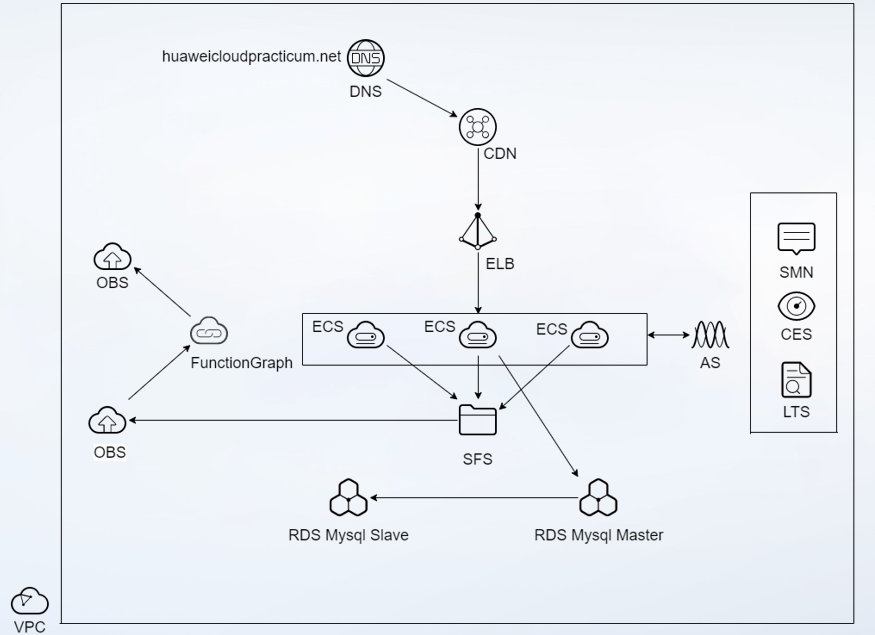 huaweicloudpracticum.net
DNS
DNS
CDN
ELB
OBS
FunctionGraph
ECS
ECS
ECS
AS
SMN
CES
LTS
OBS
SFS
RDS Mysql Slave
RDS Mysql Master
VPC